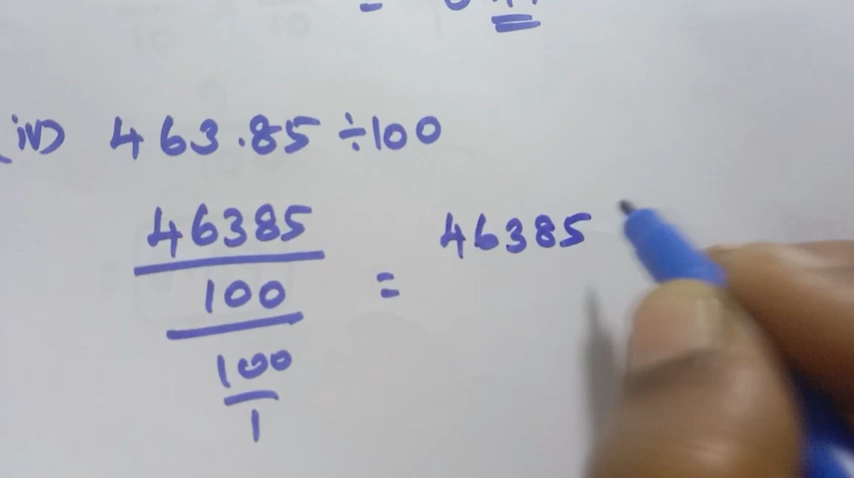 iv) 463.85 ÷ 100
46385 / 100 / 100 / 1 = 46385